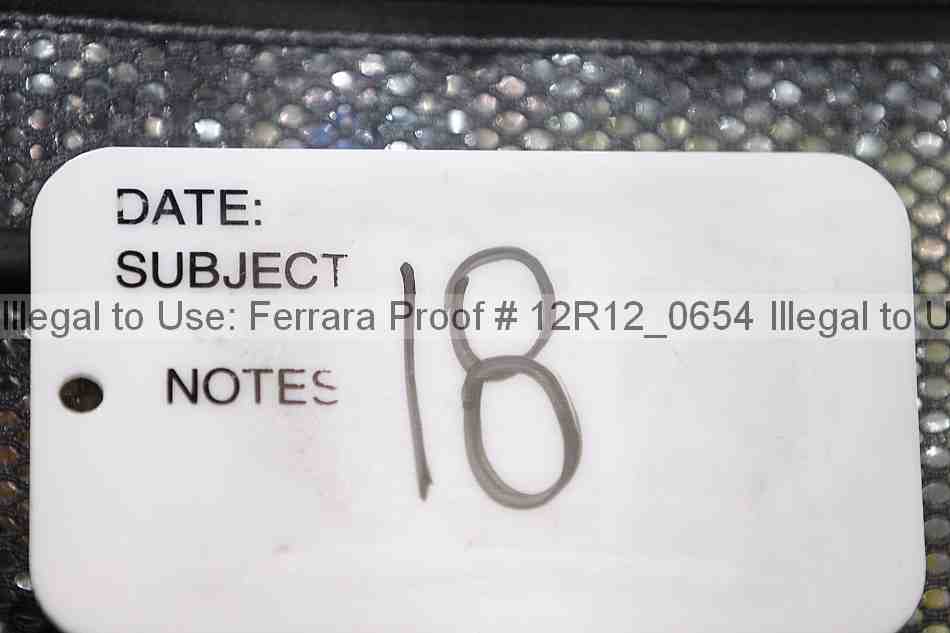 DATE:
SUBJECT
18
Illegal to Use: Ferrara Proof # 12R12_0654 Illegal to U
NOTES